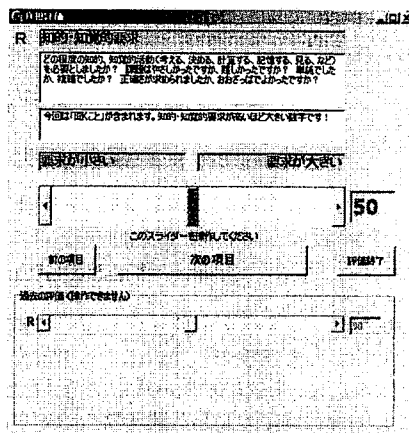 R 知的・知覚的要求
どの程度の知的、知覚的活動(考える、決める、計算する、記憶する、見る、など)
を必要としましたか? 課題はやさしかったですか、難しかったですか? 単純でした
か、複雑でしたか? 正確さが求められましたか、おおざっぱでよかったですか?
今回は「聞くこと」が含まれます。知的・知覚的要求が高いほど大きい数字です!
要求が小さい 要求が大きい
50
このスライダーを操作してください
前の項目 次の項目 評価終了
過去の評価(操作できません)
R 50